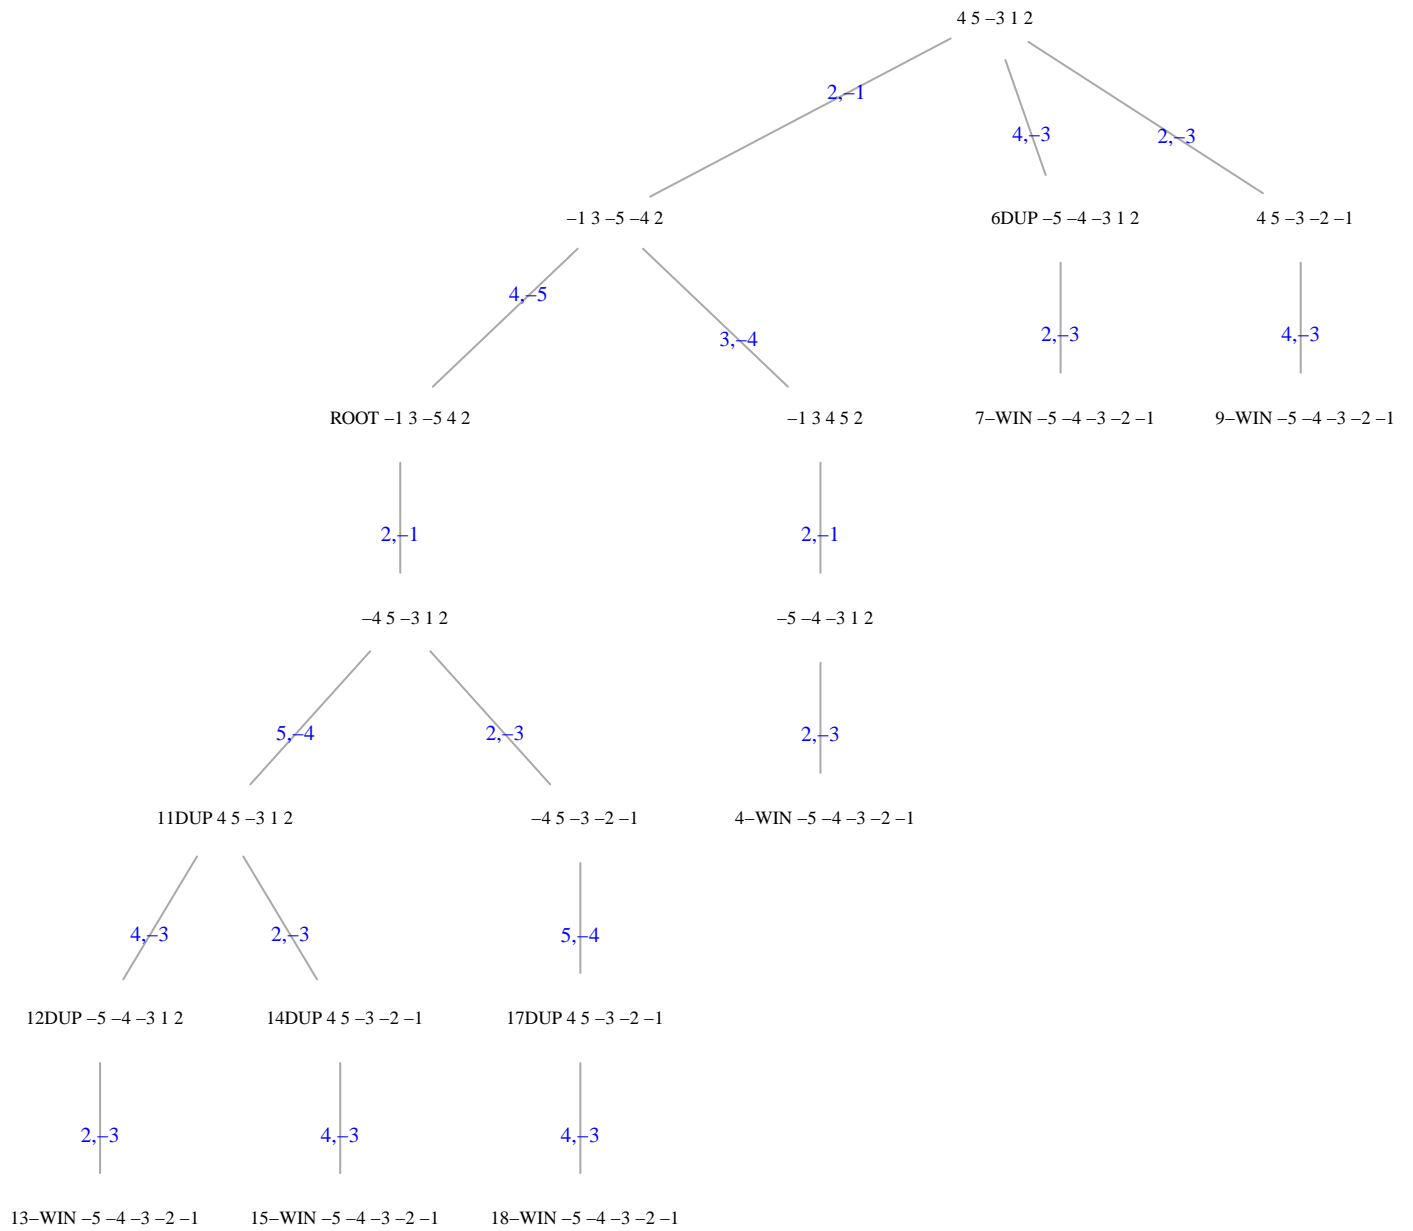 4 5 –3 1 2
2,–1
4,–3
2,–3
–1 3 –5 –4 2
6DUP –5 –4 –3 1 2
4 5 –3 –2 –1
4,–5
3,–4
2,–3
4,–3
ROOT –1 3 –5 4 2
–1 3 4 5 2
7–WIN –5 –4 –3 –2 –1
9–WIN –5 –4 –3 –2 –1
2,–1
2,–1
–4 5 –3 1 2
–5 –4 –3 1 2
5,–4
2,–3
2,–3
11DUP 4 5 –3 1 2
–4 5 –3 –2 –1
4–WIN –5 –4 –3 –2 –1
4,–3
2,–3
5,–4
12DUP –5 –4 –3 1 2
14DUP 4 5 –3 –2 –1
17DUP 4 5 –3 –2 –1
2,–3
4,–3
4,–3
13–WIN –5 –4 –3 –2 –1
15–WIN –5 –4 –3 –2 –1
18–WIN –5 –4 –3 –2 –1